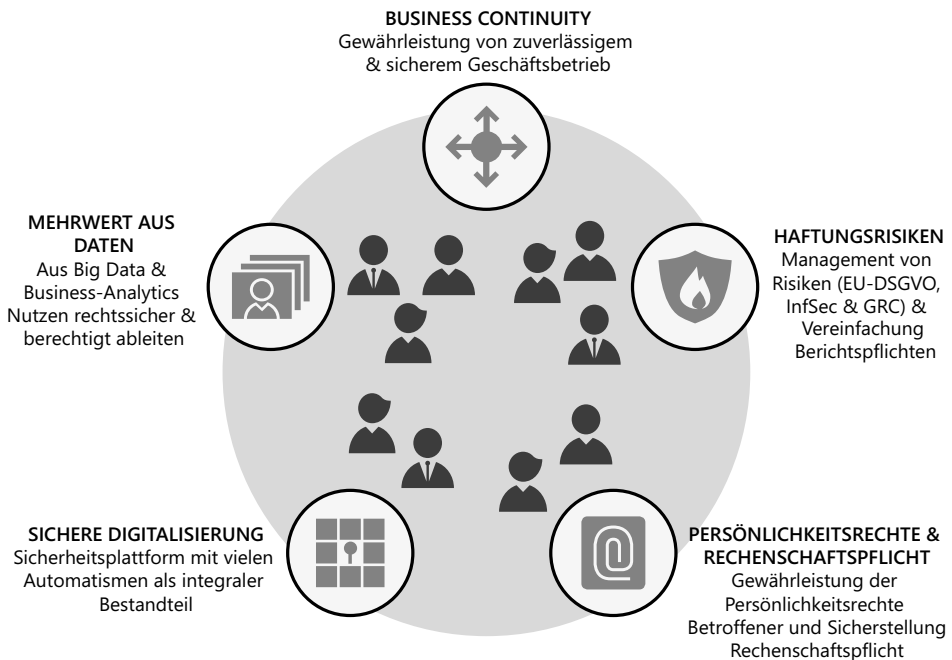 BUSINESS CONTINUITY
Gewährleistung von zuverlässigem
& sicherem Geschäftsbetrieb
MEHRWERT AUS
DATEN
Aus Big Data &
Business-Analytics
Nutzen rechtssicher &
berechtigt ableiten
HAFTUNGSRISIKEN
Management von
Risiken (EU-DSGVO,
InfSec & GRC) &
Vereinfachung
Berichtspflichten
SICHERE DIGITALISIERUNG
Sicherheitsplattform mit vielen
Automatismen als integraler
Bestandteil
PERSÖNLICHKEITSRECHTE &
RECHENSCHAFTSPFLICHT
Gewährleistung der
Persönlichkeitsrechte
Betroffener und Sicherstellung
Rechenschaftspflicht